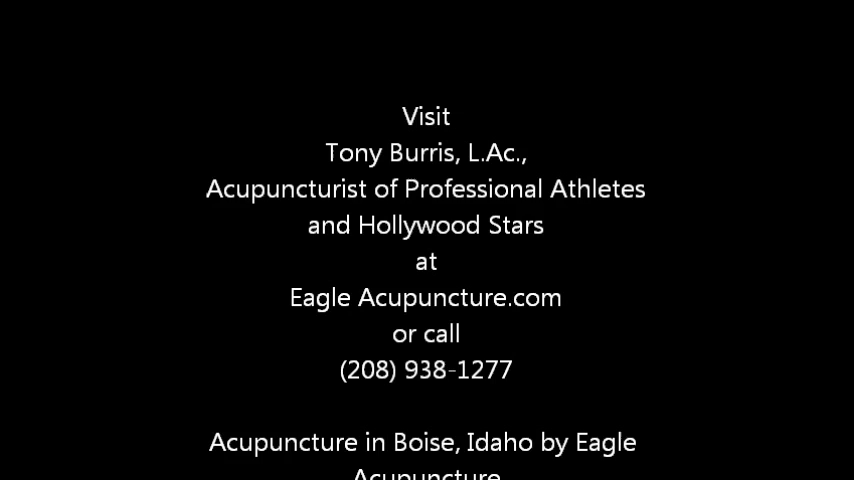 Visit
Tony Burris, L.Ac.,
Acupuncturist of Professional Athletes
and Hollywood Stars
at
Eagle Acupuncture.com
or call
(208) 938-1277
Acupuncture in Boise, Idaho by Eagle
Acupuncture